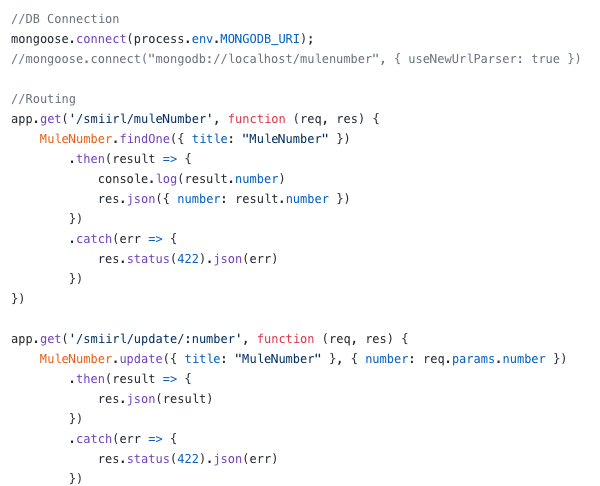 //DB Connection
mongoose.connect(process.env.MONGODB_URI);
//mongoose.connect("mongodb://localhost/mulenumber", { useNewUrlParser: true })

//Routing
app.get('/smiirl/muleNumber', function (req, res) {
    MuleNumber.findOne({ title: "MuleNumber" })
        .then(result => {
            console.log(result.number)
            res.json({ number: result.number })
        })
        .catch(err => {
            res.status(422).json(err)
        })
})

app.get('/smiirl/update/:number', function (req, res) {
    MuleNumber.update({ title: "MuleNumber" }, { number: req.params.number })
        .then(result => {
            res.json(result)
        })
        .catch(err => {
            res.status(422).json(err)
        })